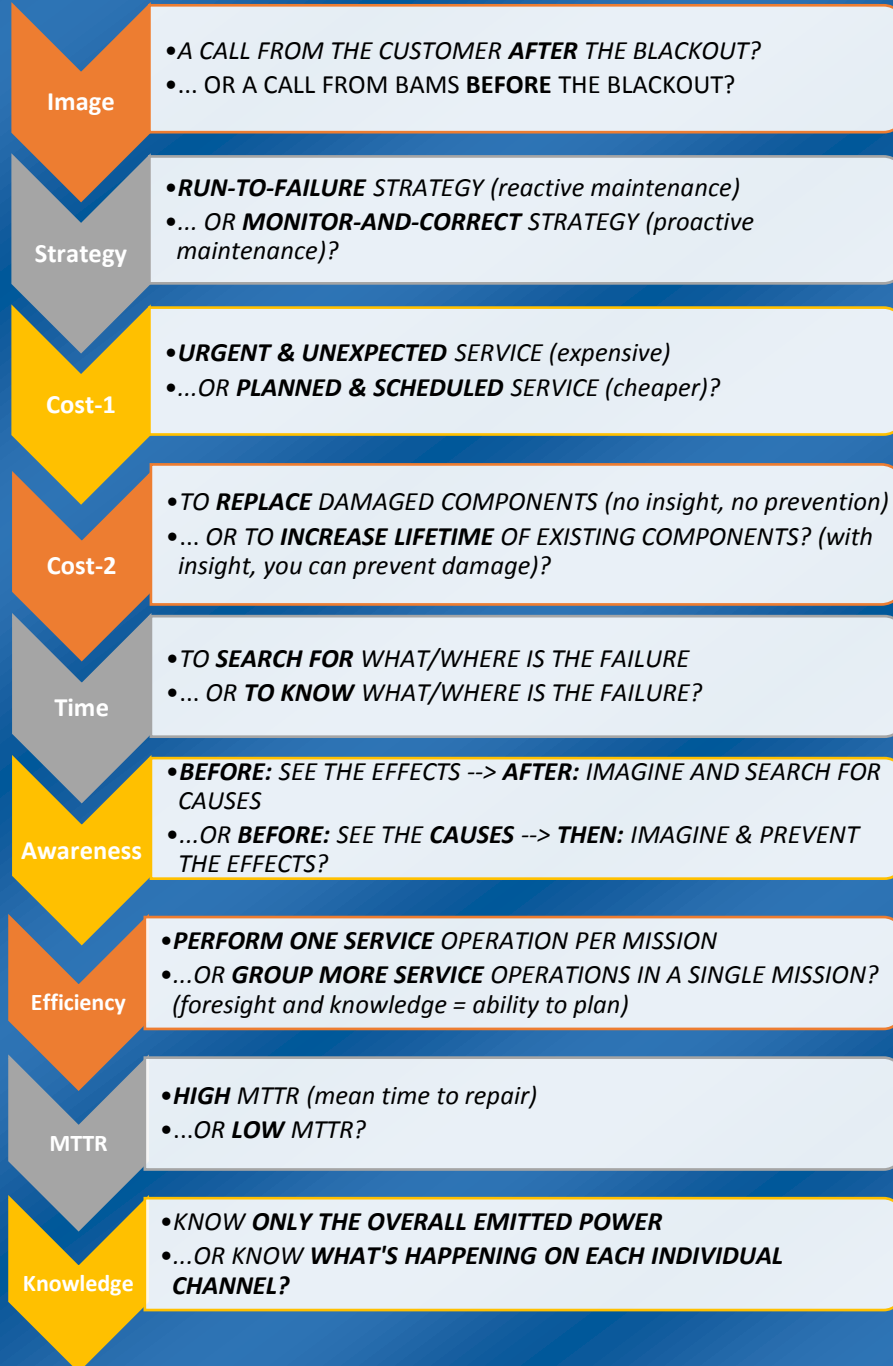 Image
•A CALL FROM THE CUSTOMER AFTER THE BLACKOUT?
•... OR A CALL FROM BAMS BEFORE THE BLACKOUT?
Strategy
•RUN-TO-FAILURE STRATEGY (reactive maintenance)
•... OR MONITOR-AND-CORRECT STRATEGY (proactive
maintenance)?
Cost-1
•URGENT & UNEXPECTED SERVICE (expensive)
•...OR PLANNED & SCHEDULED SERVICE (cheaper)?
Cost-2
•TO REPLACE DAMAGED COMPONENTS (no insight, no prevention)
•... OR TO INCREASE LIFETIME OF EXISTING COMPONENTS? (with
insight, you can prevent damage)?
Time
•TO SEARCH FOR WHAT/WHERE IS THE FAILURE
•... OR TO KNOW WHAT/WHERE IS THE FAILURE?
Awareness
•BEFORE: SEE THE EFFECTS --> AFTER: IMAGINE AND SEARCH FOR
CAUSES
•...OR BEFORE: SEE THE CAUSES --> THEN: IMAGINE & PREVENT
THE EFFECTS?
Efficiency
•PERFORM ONE SERVICE OPERATION PER MISSION
•...OR GROUP MORE SERVICE OPERATIONS IN A SINGLE MISSION?
(foresight and knowledge = ability to plan)
MTTR
•HIGH MTTR (mean time to repair)
•...OR LOW MTTR?
Knowledge
•KNOW ONLY THE OVERALL EMITTED POWER
•...OR KNOW WHAT'S HAPPENING ON EACH INDIVIDUAL
CHANNEL?